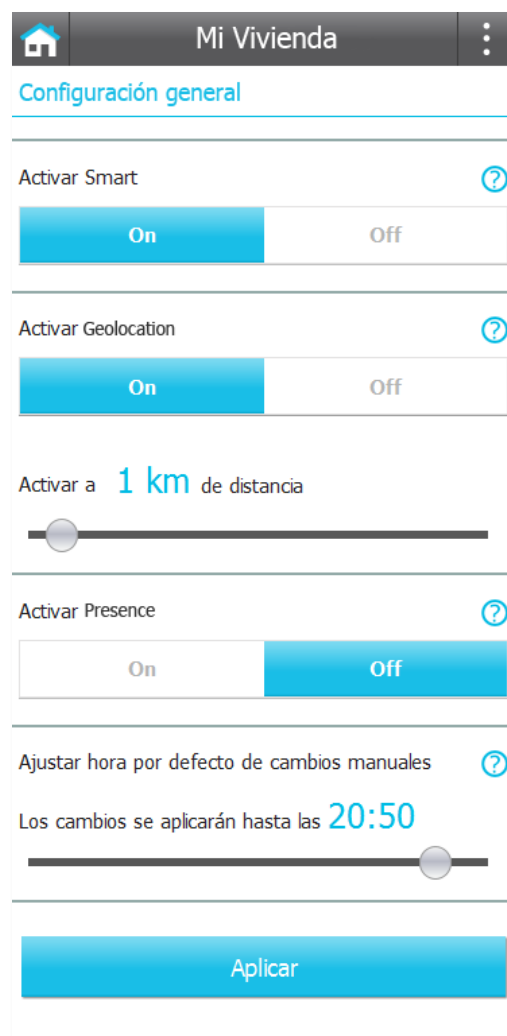 Mi Vivienda
Configuración general
Activar Smart ?
On Off
Activar Geolocation ?
On Off
Activar a 1 km de distancia
Activar Presence ?
On Off
Ajustar hora por defecto de cambios manuales ?
Los cambios se aplicarán hasta las 20:50
Aplicar